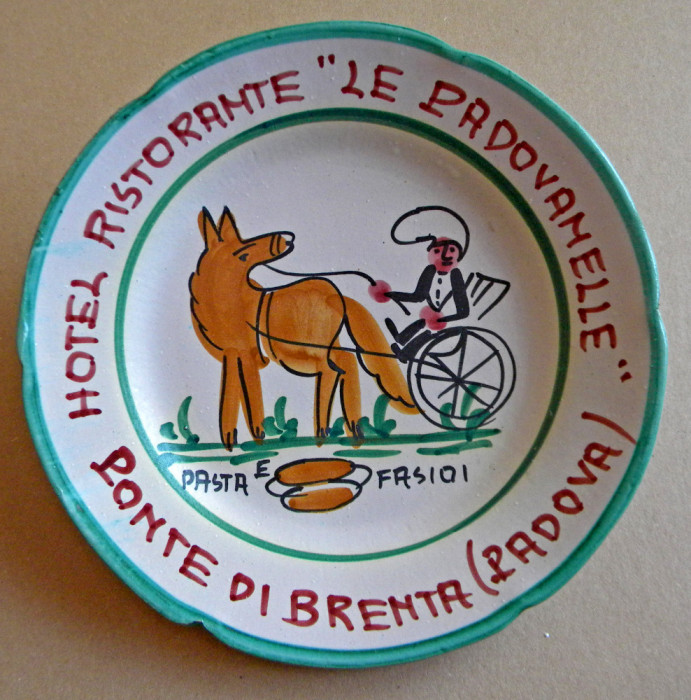 HOTEL RISTORANTE "LE PADOVANELLE"
PONTE DI BRENTA (PADOVA)
PASTA E FASIOI